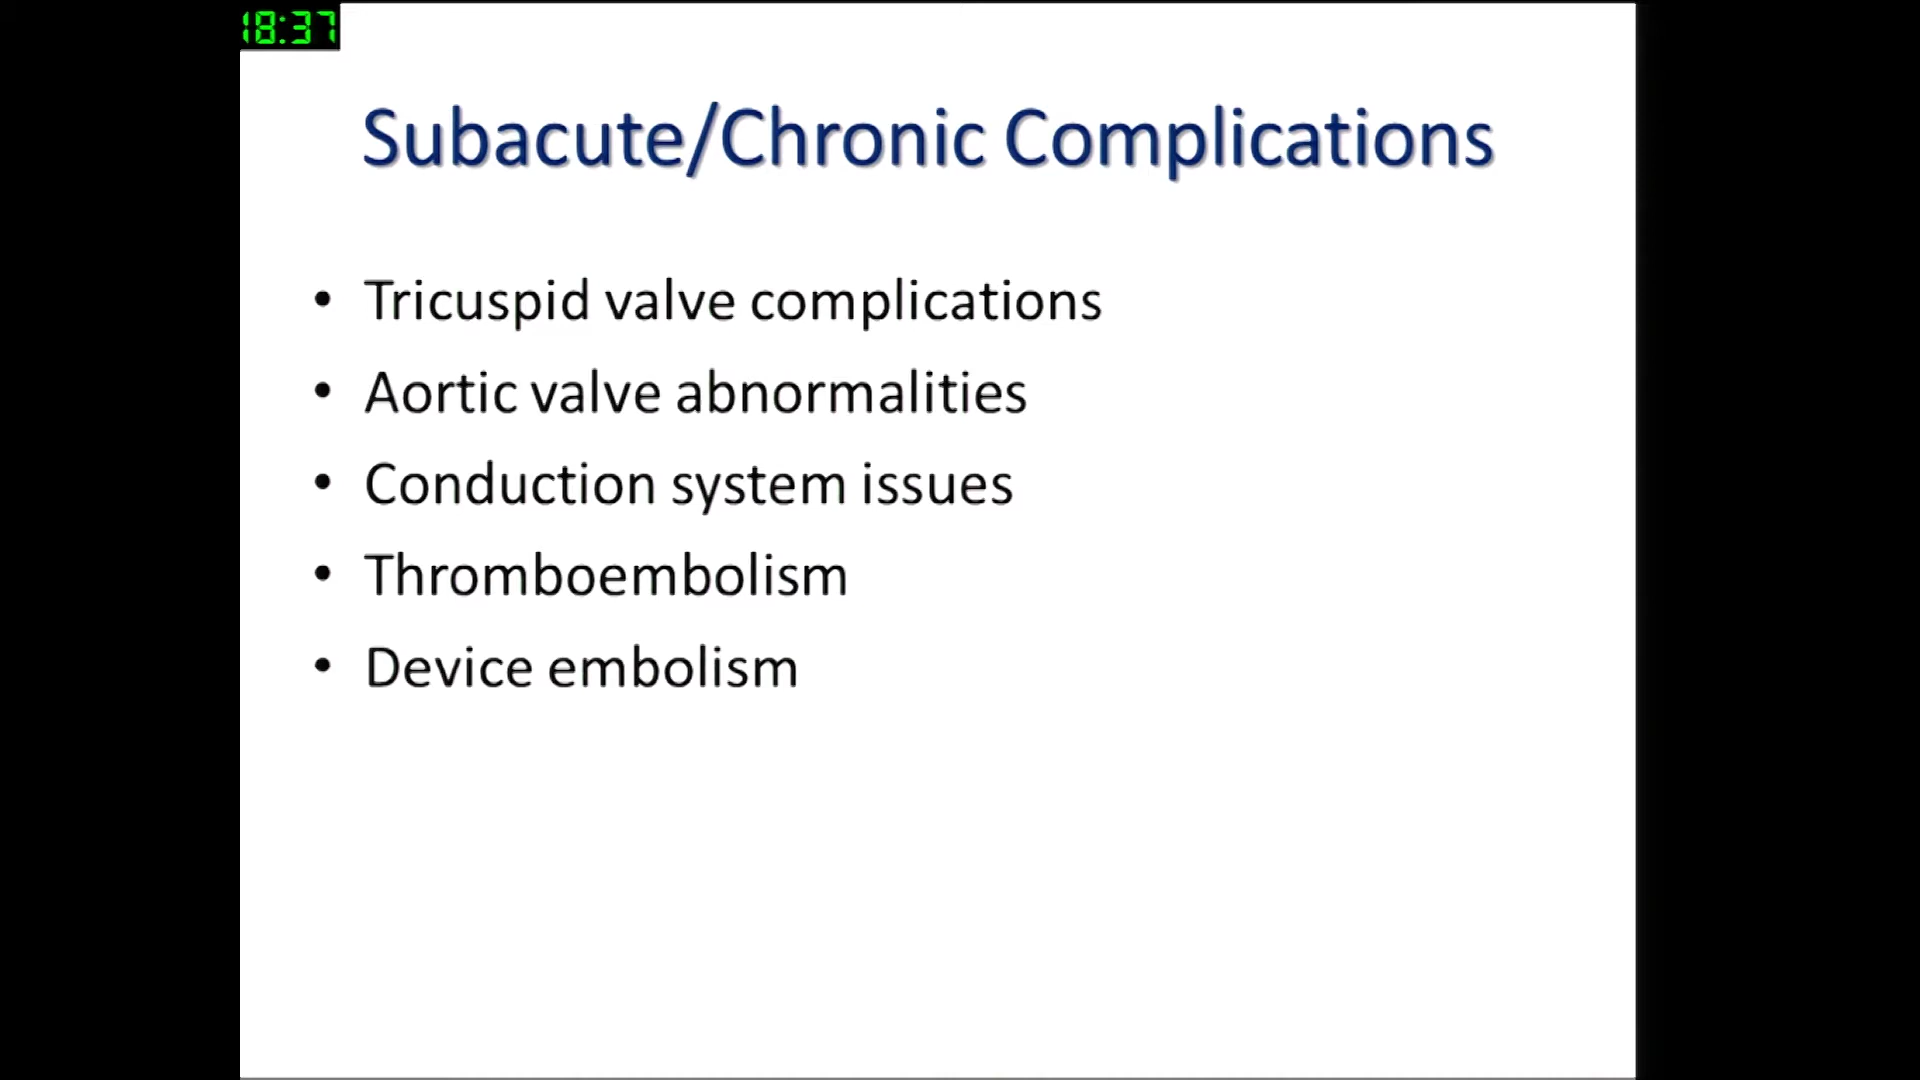 18:37
Subacute/Chronic Complications
• Tricuspid valve complications
• Aortic valve abnormalities
• Conduction system issues
• Thromboembolism
• Device embolism